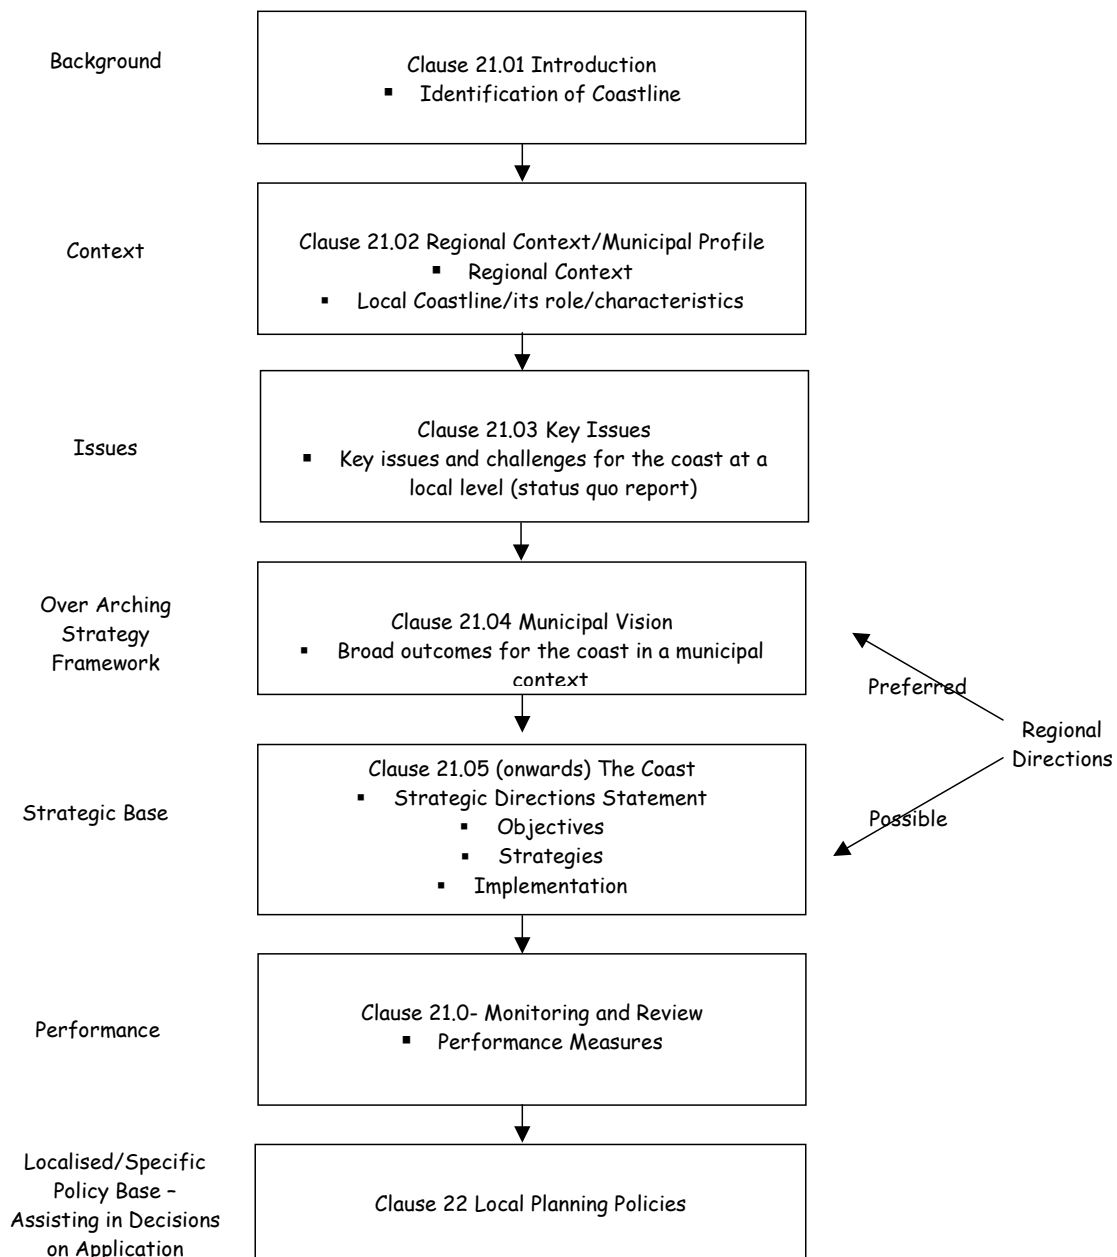 Background
Clause 21.01 Introduction
▪ Identification of Coastline
Context
Clause 21.02 Regional Context/Municipal Profile
▪ Regional Context
▪ Local Coastline/its role/characteristics
Issues
Clause 21.03 Key Issues
▪ Key issues and challenges for the coast at a
local level (status quo report)
Over Arching
Strategy
Framework
Clause 21.04 Municipal Vision
▪ Broad outcomes for the coast in a municipal
context
Preferred
Regional
Directions
Possible
Strategic Base
Clause 21.05 (onwards) The Coast
▪ Strategic Directions Statement
▪ Objectives
▪ Strategies
▪ Implementation
Performance
Clause 21.0- Monitoring and Review
▪ Performance Measures
Localised/Specific
Policy Base –
Assisting in Decisions
on Application
Clause 22 Local Planning Policies